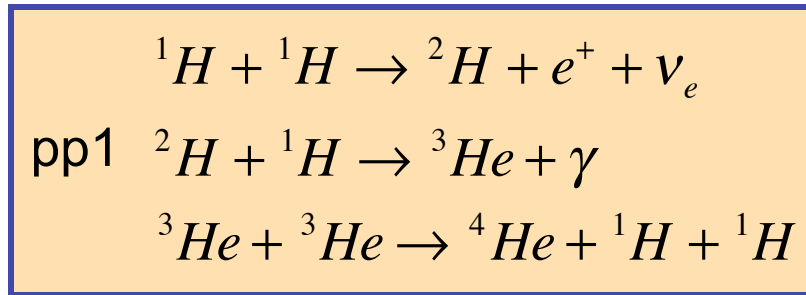 ¹H + ¹H → ²H + e⁺ + νₑ
pp1 ²H + ¹H → ³He + γ
³He + ³He → ⁴He + ¹H + ¹H